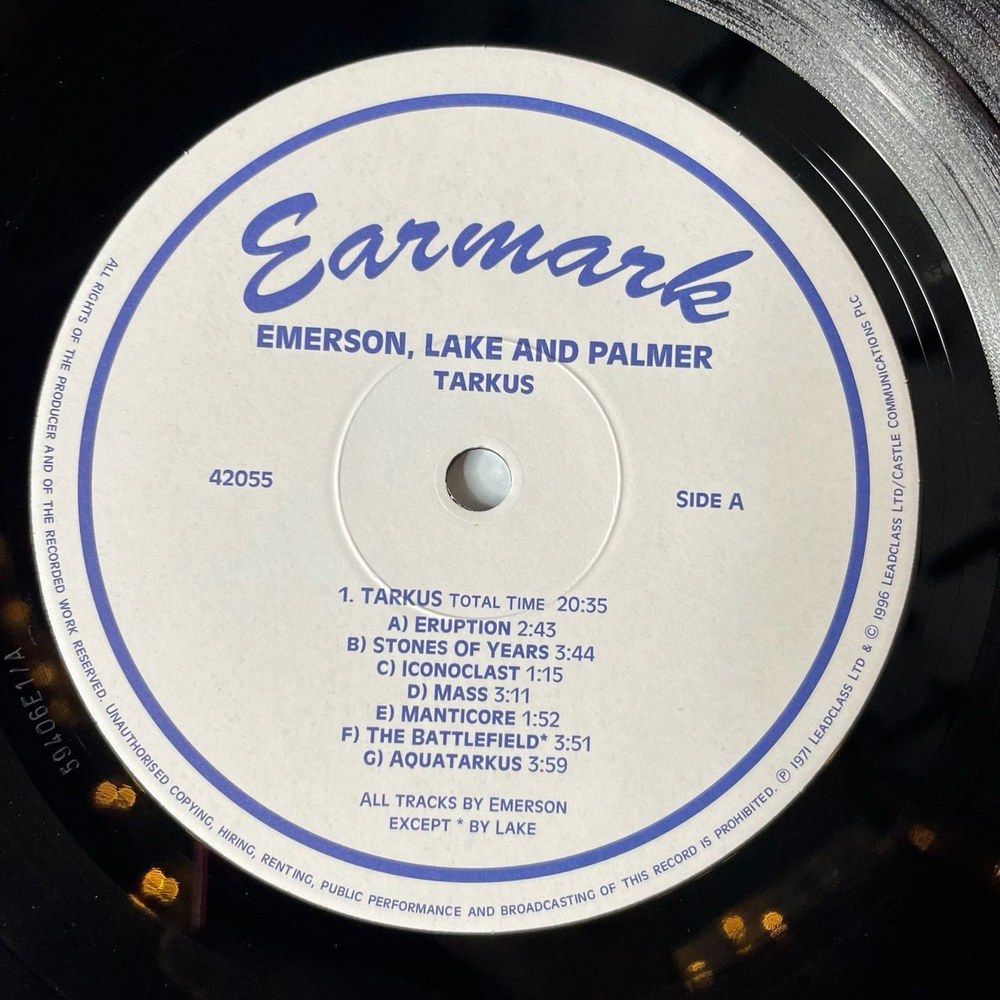 Earmark
EMERSON, LAKE AND PALMER
TARKUS
42055
SIDE A
1. TARKUS TOTAL TIME 20:35
A) ERUPTION 2:43
B) STONES OF YEARS 3:44
C) ICONOCLAST 1:15
D) MASS 3:11
E) MANTICORE 1:52
F) THE BATTLEFIELD* 3:51
G) AQUATARKUS 3:59
ALL TRACKS BY EMERSON
EXCEPT * BY LAKE
ALL RIGHTS OF THE PRODUCER AND OF THE RECORDED WORK RESERVED. UNAUTHORISED COPYING, HIRING, RENTING, PUBLIC PERFORMANCE AND BROADCASTING OF THIS RECORD IS PROHIBITED. ℗ 1971 LEADCLASS LTD & © 1996 LEADCLASS LTD/CASTLE COMMUNICATIONS PLC
59406E1/A